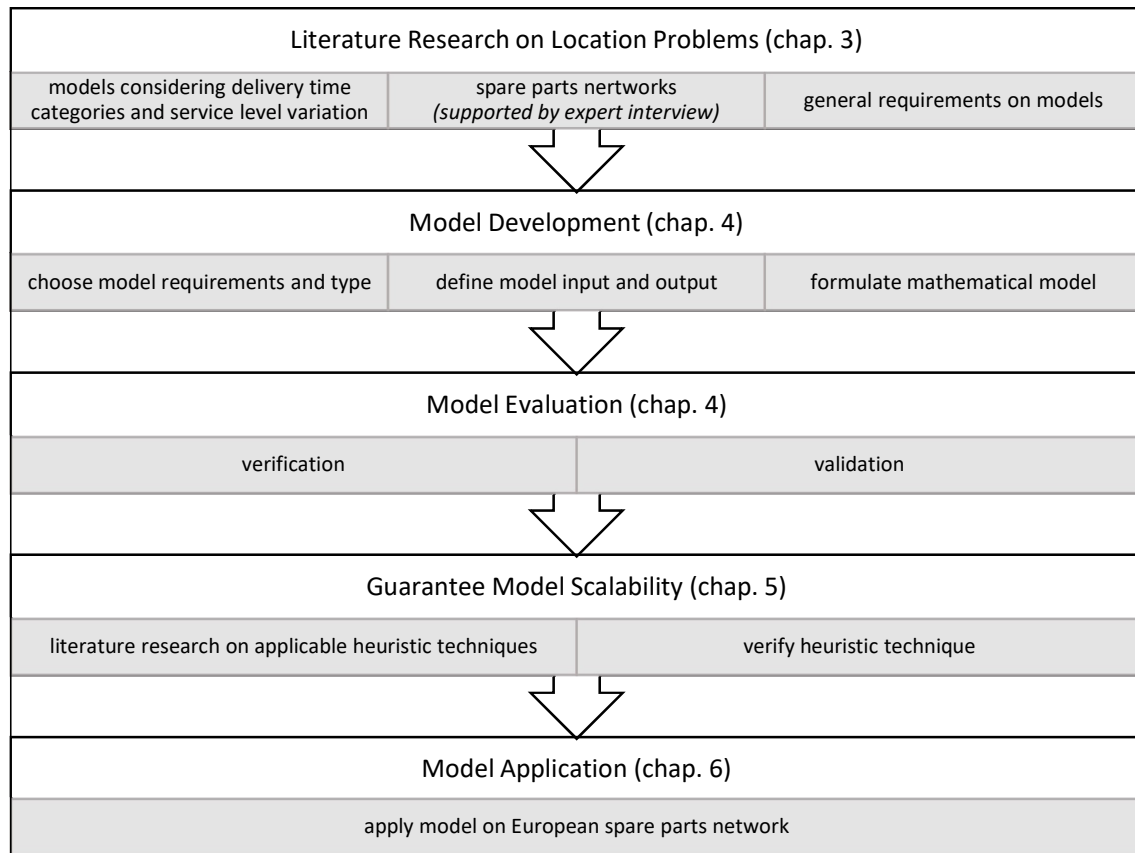 Literature Research on Location Problems (chap. 3)
models considering delivery time
categories and service level variation
spare parts nertworks
(supported by expert interview)
general requirements on models
Model Development (chap. 4)
choose model requirements and type
define model input and output
formulate mathematical model
Model Evaluation (chap. 4)
verification
validation
Guarantee Model Scalability (chap. 5)
literature research on applicable heuristic techniques
verify heuristic technique
Model Application (chap. 6)
apply model on European spare parts network